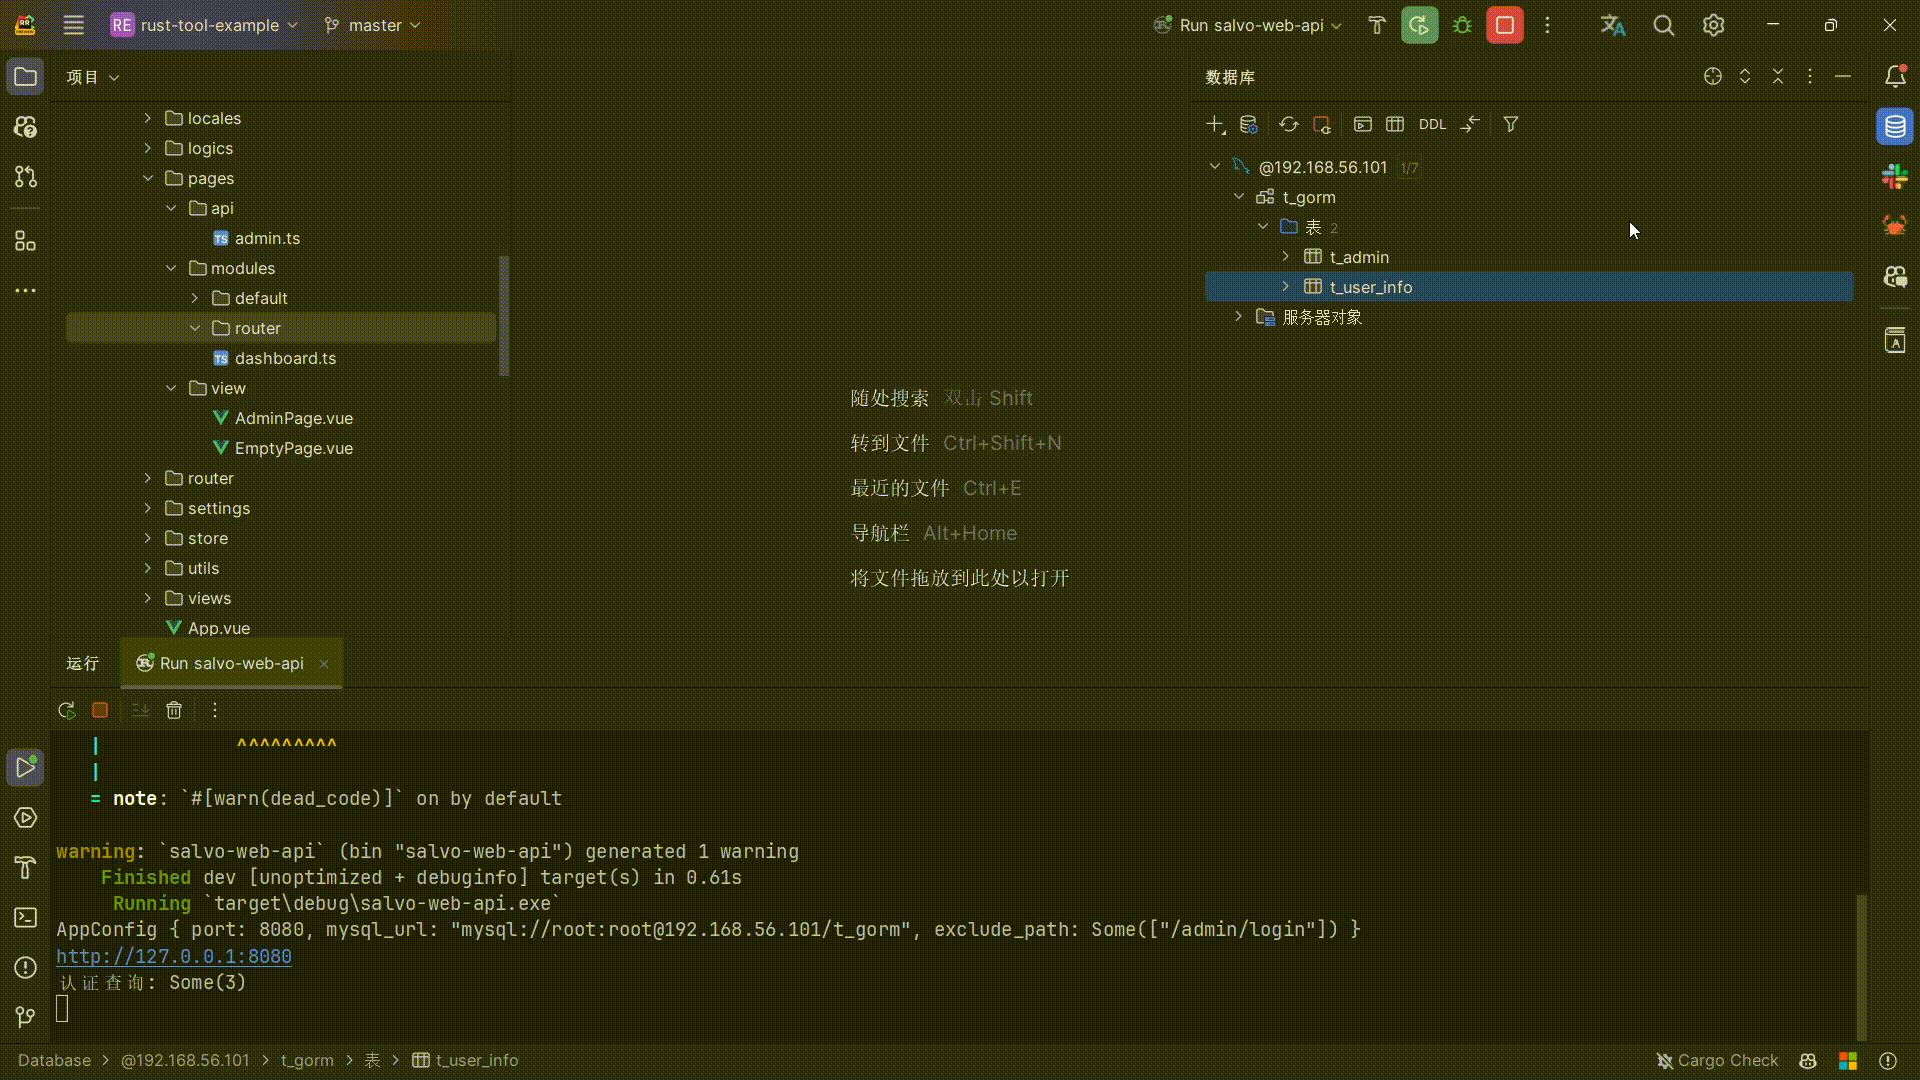 RE rust-tool-example
master
Run salvo-web-api
项目
locales
logics
pages
api
TS admin.ts
modules
default
router
TS dashboard.ts
view
AdminPage.vue
EmptyPage.vue
router
settings
store
utils
views
App.vue
随处搜索 双击 Shift
转到文件 Ctrl+Shift+N
最近的文件 Ctrl+E
导航栏 Alt+Home
将文件拖放到此处以打开
数据库
DDL
@192.168.56.101 1/7
t_gorm
表 2
t_admin
t_user_info
服务器对象
运行 Run salvo-web-api
|            ^^^^^^^^^
|
= note: `#[warn(dead_code)]` on by default
warning: `salvo-web-api` (bin "salvo-web-api") generated 1 warning
Finished dev [unoptimized + debuginfo] target(s) in 0.61s
Running `target\debug\salvo-web-api.exe`
AppConfig { port: 8080, mysql_url: "mysql://root:root@192.168.56.101/t_gorm", exclude_path: Some(["/admin/login"]) }
http://127.0.0.1:8080
认证查询: Some(3)
Database > @192.168.56.101 > t_gorm > 表 > t_user_info
Cargo Check